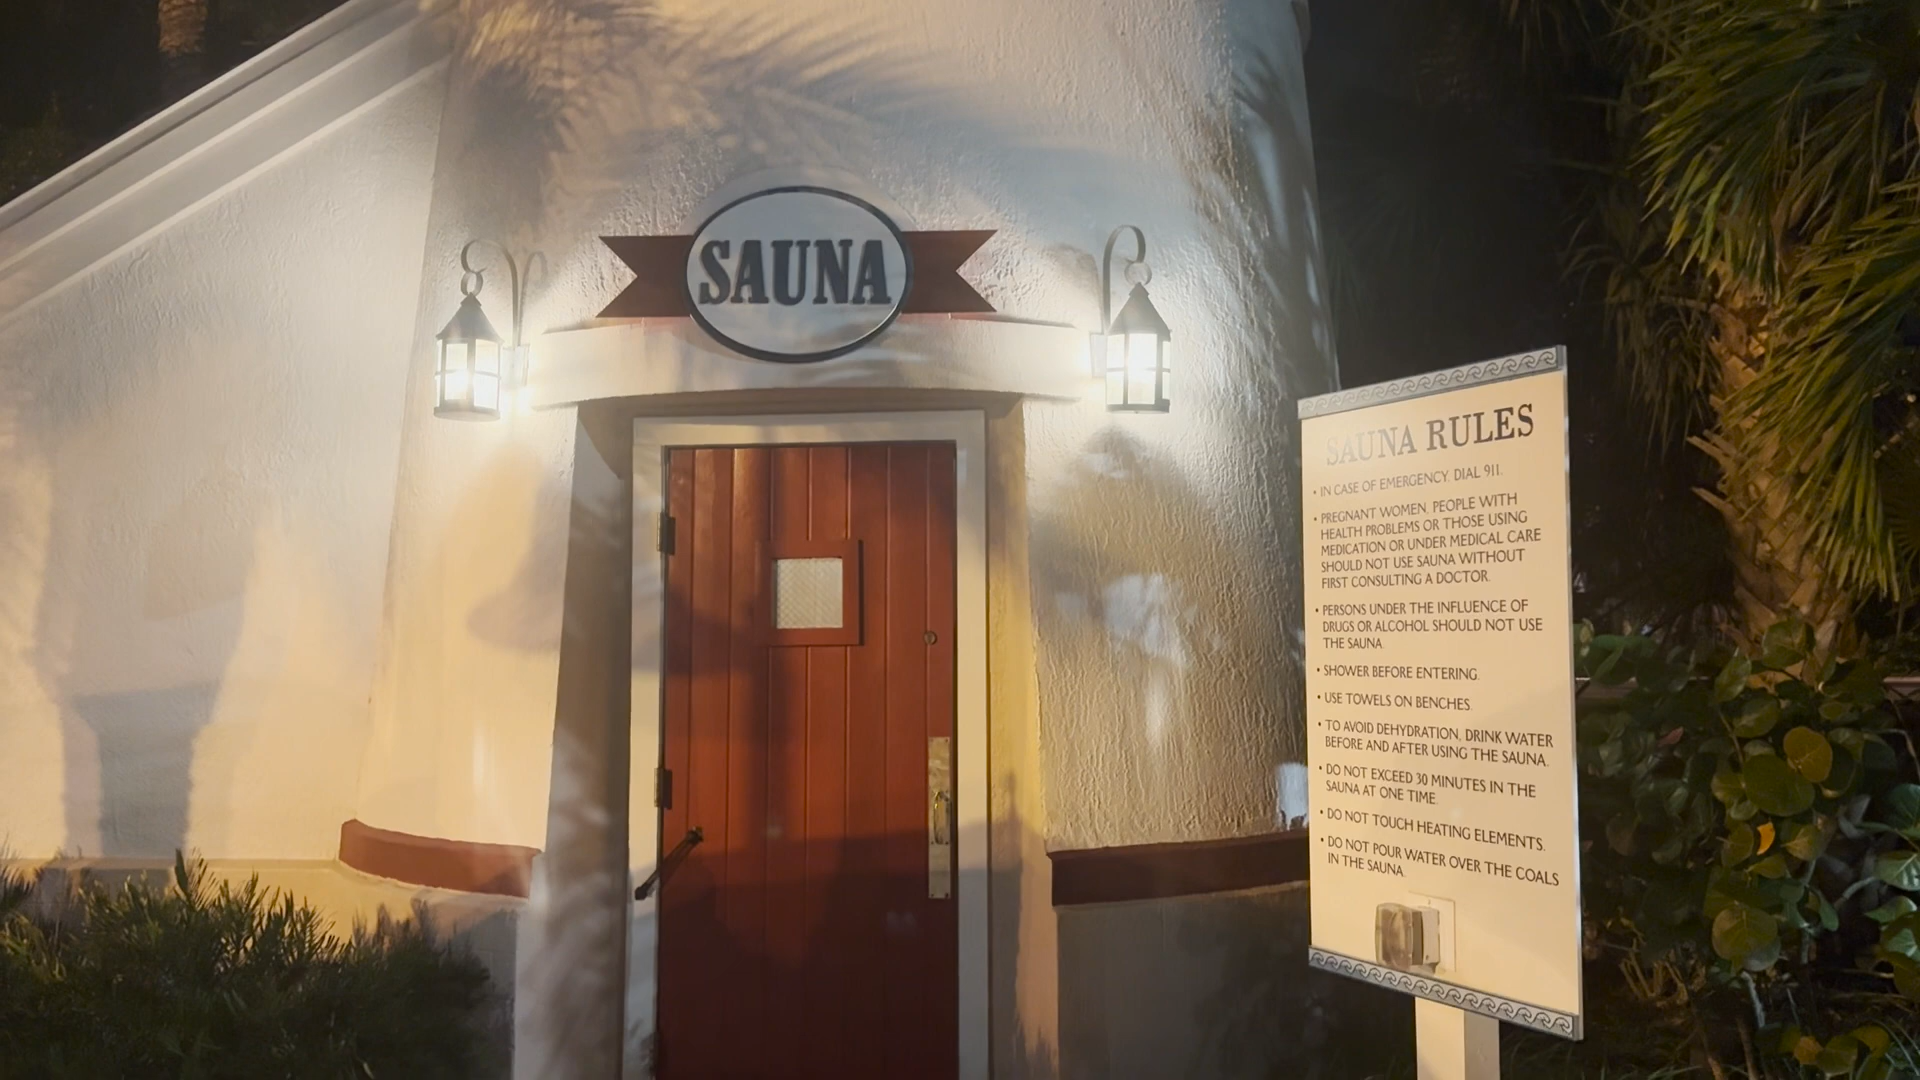 SAUNA
SAUNA RULES
• IN CASE OF EMERGENCY, DIAL 911.
• PREGNANT WOMEN, PEOPLE WITH
HEALTH PROBLEMS OR THOSE USING
MEDICATION OR UNDER MEDICAL CARE
SHOULD NOT USE SAUNA WITHOUT
FIRST CONSULTING A DOCTOR.
• PERSONS UNDER THE INFLUENCE OF
DRUGS OR ALCOHOL SHOULD NOT USE
THE SAUNA.
• SHOWER BEFORE ENTERING.
• USE TOWELS ON BENCHES.
• TO AVOID DEHYDRATION, DRINK WATER
BEFORE AND AFTER USING THE SAUNA.
• DO NOT EXCEED 30 MINUTES IN THE
SAUNA AT ONE TIME.
• DO NOT TOUCH HEATING ELEMENTS.
• DO NOT POUR WATER OVER THE COALS
IN THE SAUNA.